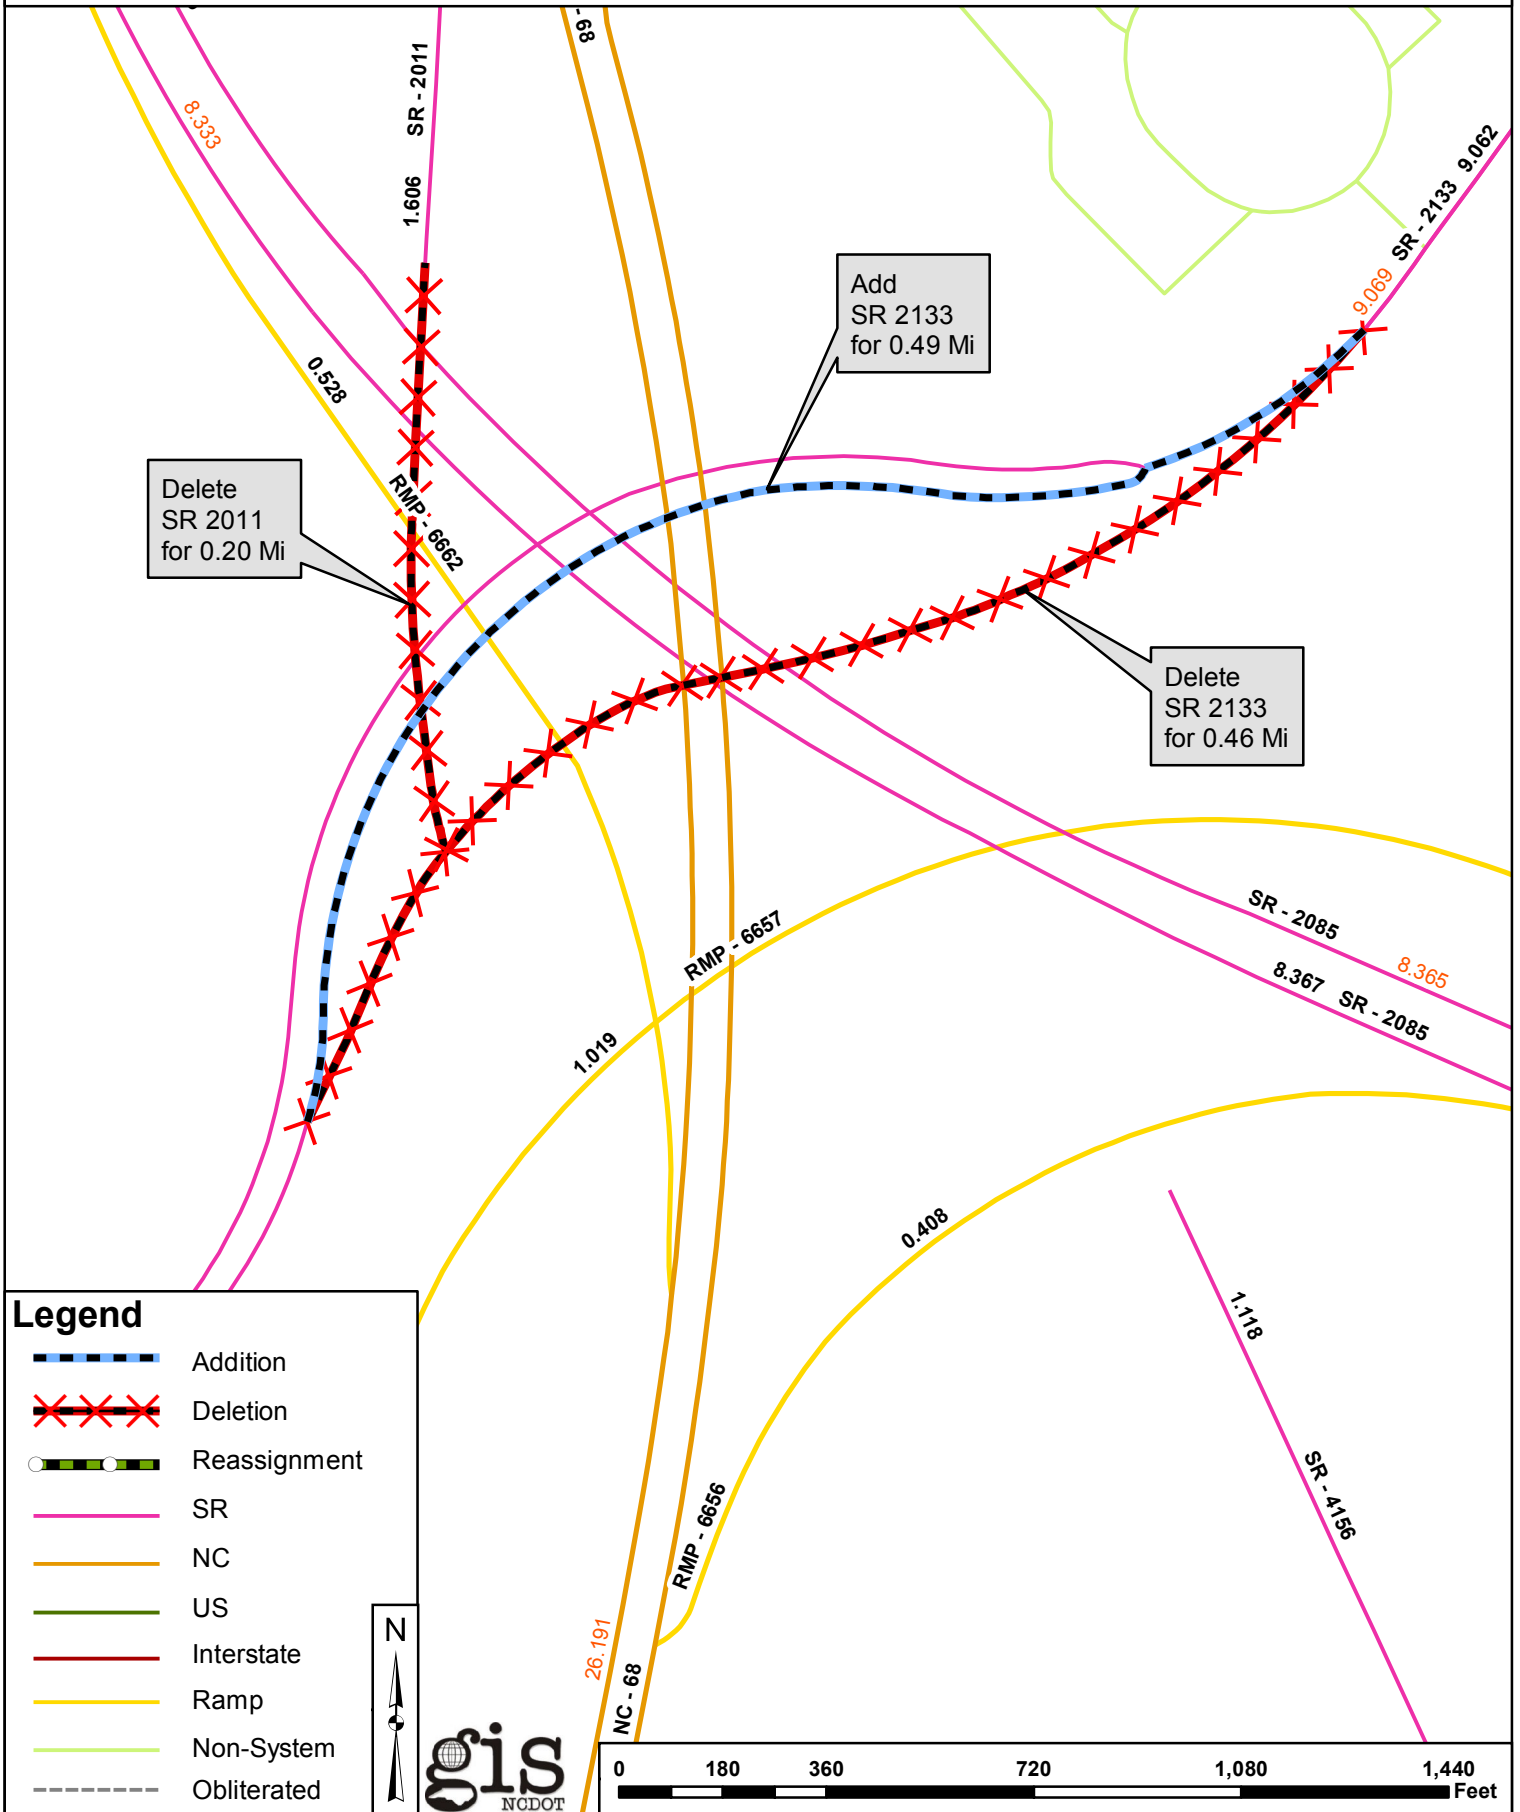 - 68
SR - 2011
8.333
1.606
SR - 2133 9.062
9.069
Add
SR 2133
for 0.49 Mi
0.528
RMP - 6662
Delete
SR 2011
for 0.20 Mi
Delete
SR 2133
for 0.46 Mi
SR - 2085
8.365
8.367 SR - 2085
RMP - 6657
1.019
0.408
1.118
SR - 4156
RMP - 6656
26.191
NC - 68
Legend
Addition
Deletion
Reassignment
SR
NC
US
Interstate
Ramp
Non-System
Obliterated
N
gis
NCDOT
0 180 360 720 1,080 1,440
Feet